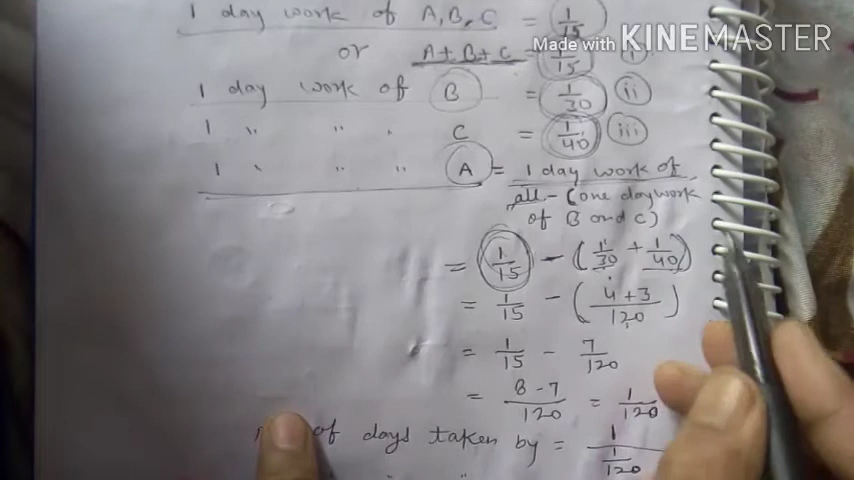 1 day work of A, B, C = 1/15
or A+B+C = 1/15 i
Made with KINEMASTER
1 day work of B = 1/30 ii
1 " " " C = 1/40 iii
1 " " " A = 1 day work of
all - (one day work
of B and C)
= 1/15 - (1/30 + 1/40)
= 1/15 - (4+3/120)
= 1/15 - 7/120
= 8-7/120 = 1/120
of days taken by = 1/(1/120)